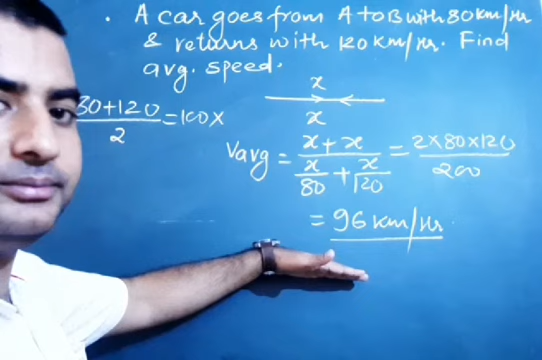 . A car goes from A to B with 80 km/Hr
& returns with 120 km/Hr. Find
avg. speed.
x
x
80+120/2 = 100 x
Vavg = x + x / x/80 + x/120 = 2×80×120/200
= 96 km/Hr.